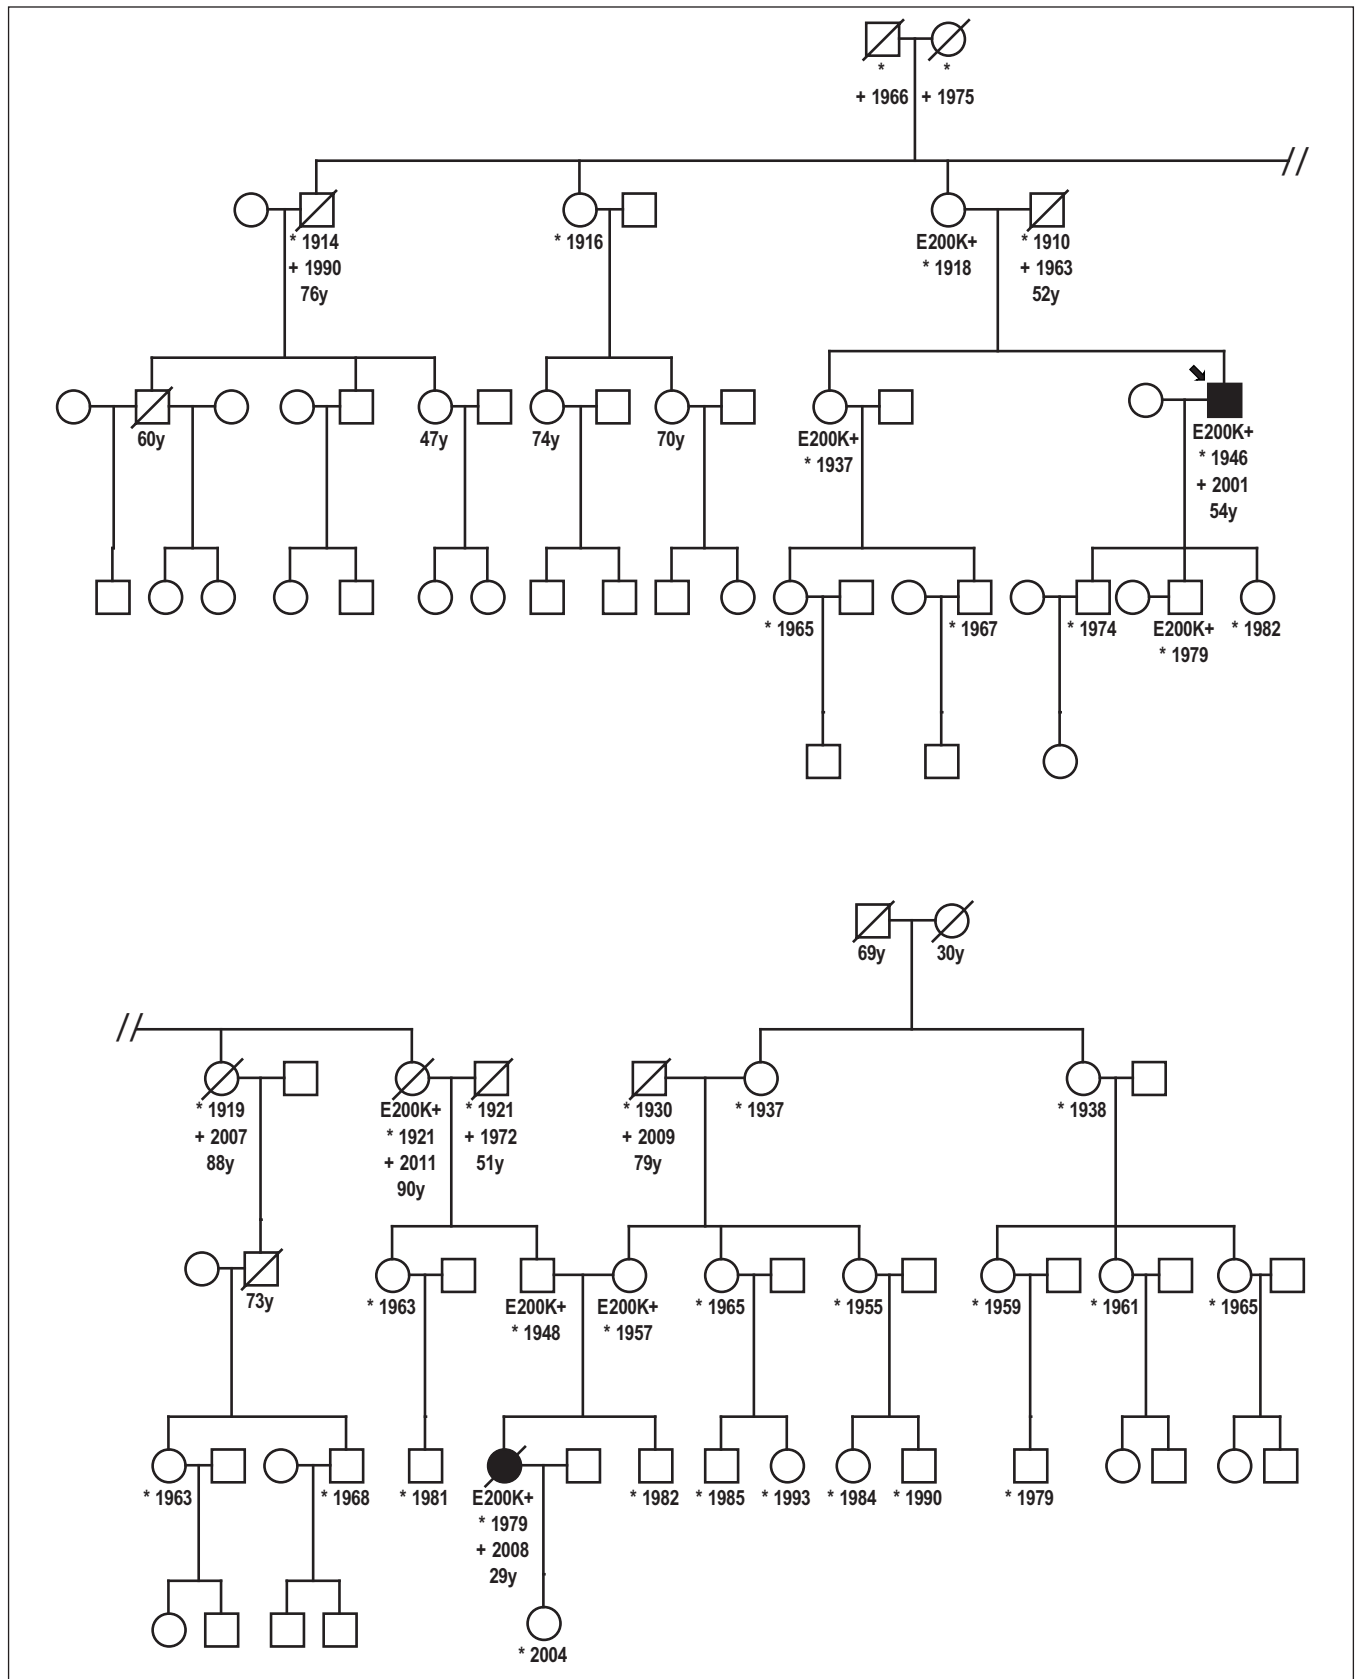 * *
+ 1966 + 1975
* 1914 * 1916 E200K+ * 1910
+ 1990 * 1918 + 1963
76y 52y
60y 47y 74y 70y E200K+ E200K+
* 1937 * 1946
+ 2001
54y
* 1965 * 1967 * 1974 E200K+ * 1982
* 1979
69y 30y
* 1919 E200K+ * 1921 * 1930 * 1937 * 1938
+ 2007 * 1921 + 1972 + 2009
88y + 2011 51y 79y
90y
73y * 1963 E200K+ E200K+ * 1965 * 1955 * 1959 * 1961 * 1965
* 1948 * 1957
* 1963 * 1968 * 1981 E200K+ * 1982 * 1985 * 1993 * 1984 * 1990 * 1979
* 1979
+ 2008
29y
* 2004